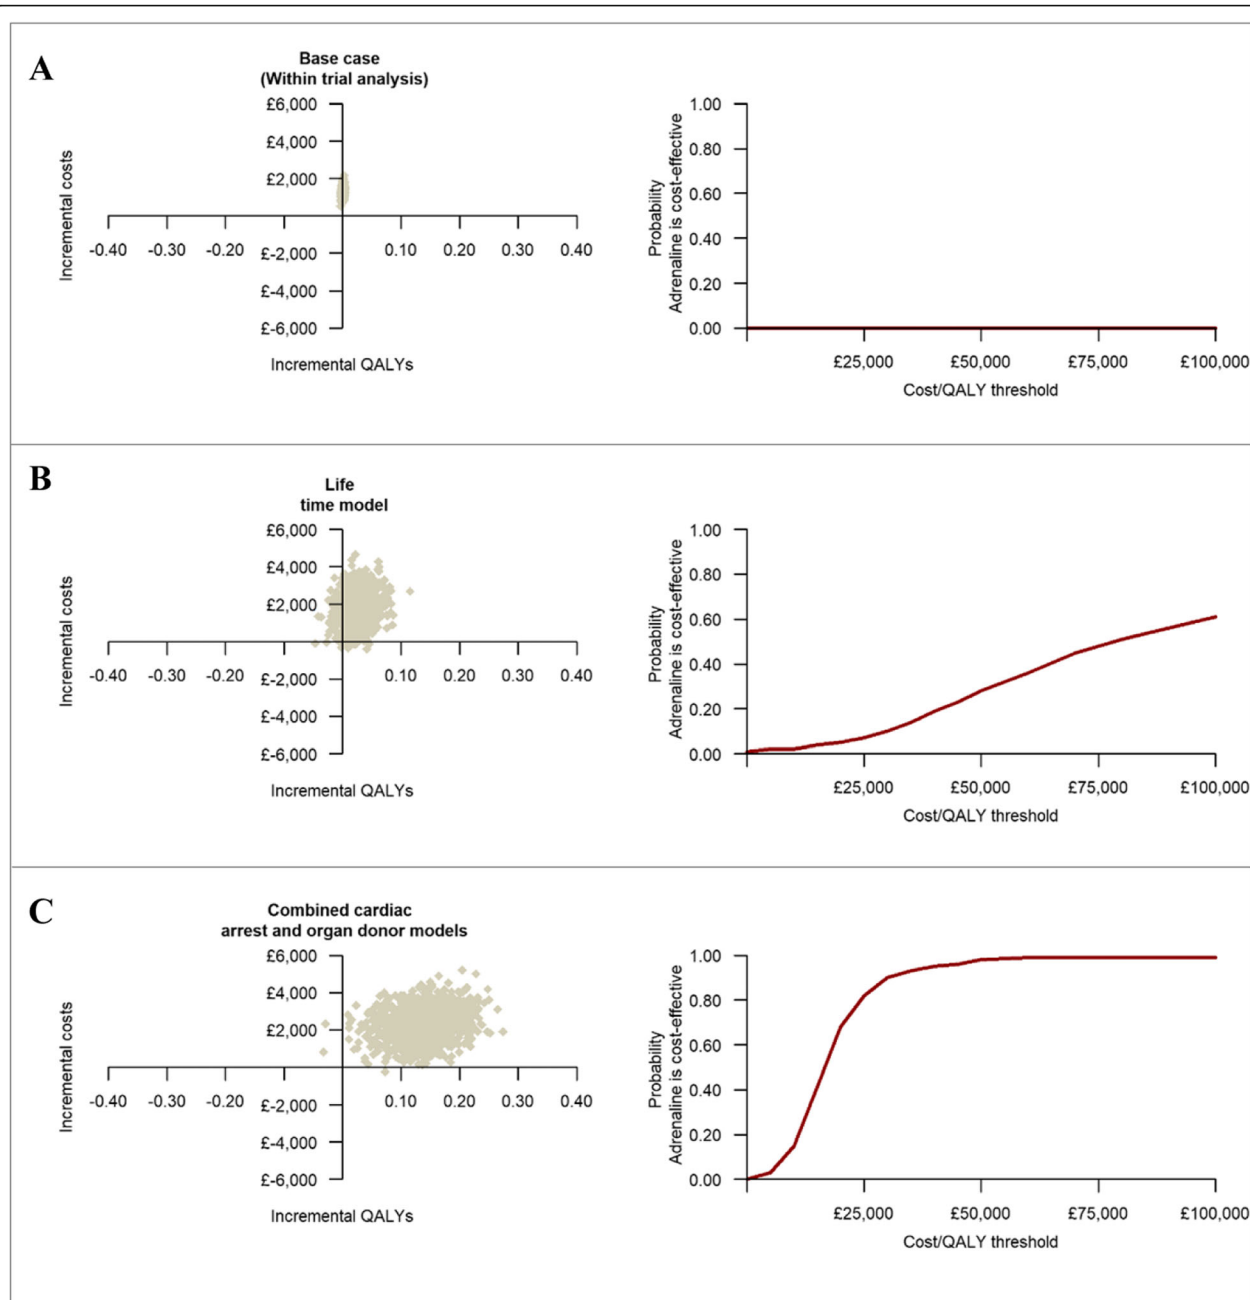 A
Base case
(Within trial analysis)
£6,000
£4,000
£2,000
£-2,000
£-4,000
£-6,000
-0.40 -0.30 -0.20 0.10 0.20 0.30 0.40
Incremental costs
Incremental QALYs
1.00
0.80
0.60
0.40
0.20
0.00
Probability
Adrenaline is cost-effective
£25,000 £50,000 £75,000 £100,000
Cost/QALY threshold
B
Life
time model
£6,000
£4,000
£2,000
£-2,000
£-4,000
£-6,000
-0.40 -0.30 -0.20 0.10 0.20 0.30 0.40
Incremental costs
Incremental QALYs
1.00
0.80
0.60
0.40
0.20
0.00
Probability
Adrenaline is cost-effective
£25,000 £50,000 £75,000 £100,000
Cost/QALY threshold
C
Combined cardiac
arrest and organ donor models
£6,000
£4,000
£2,000
£-2,000
£-4,000
£-6,000
-0.40 -0.30 -0.20 0.10 0.20 0.30 0.40
Incremental costs
Incremental QALYs
1.00
0.80
0.60
0.40
0.20
0.00
Probability
Adrenaline is cost-effective
£25,000 £50,000 £75,000 £100,000
Cost/QALY threshold